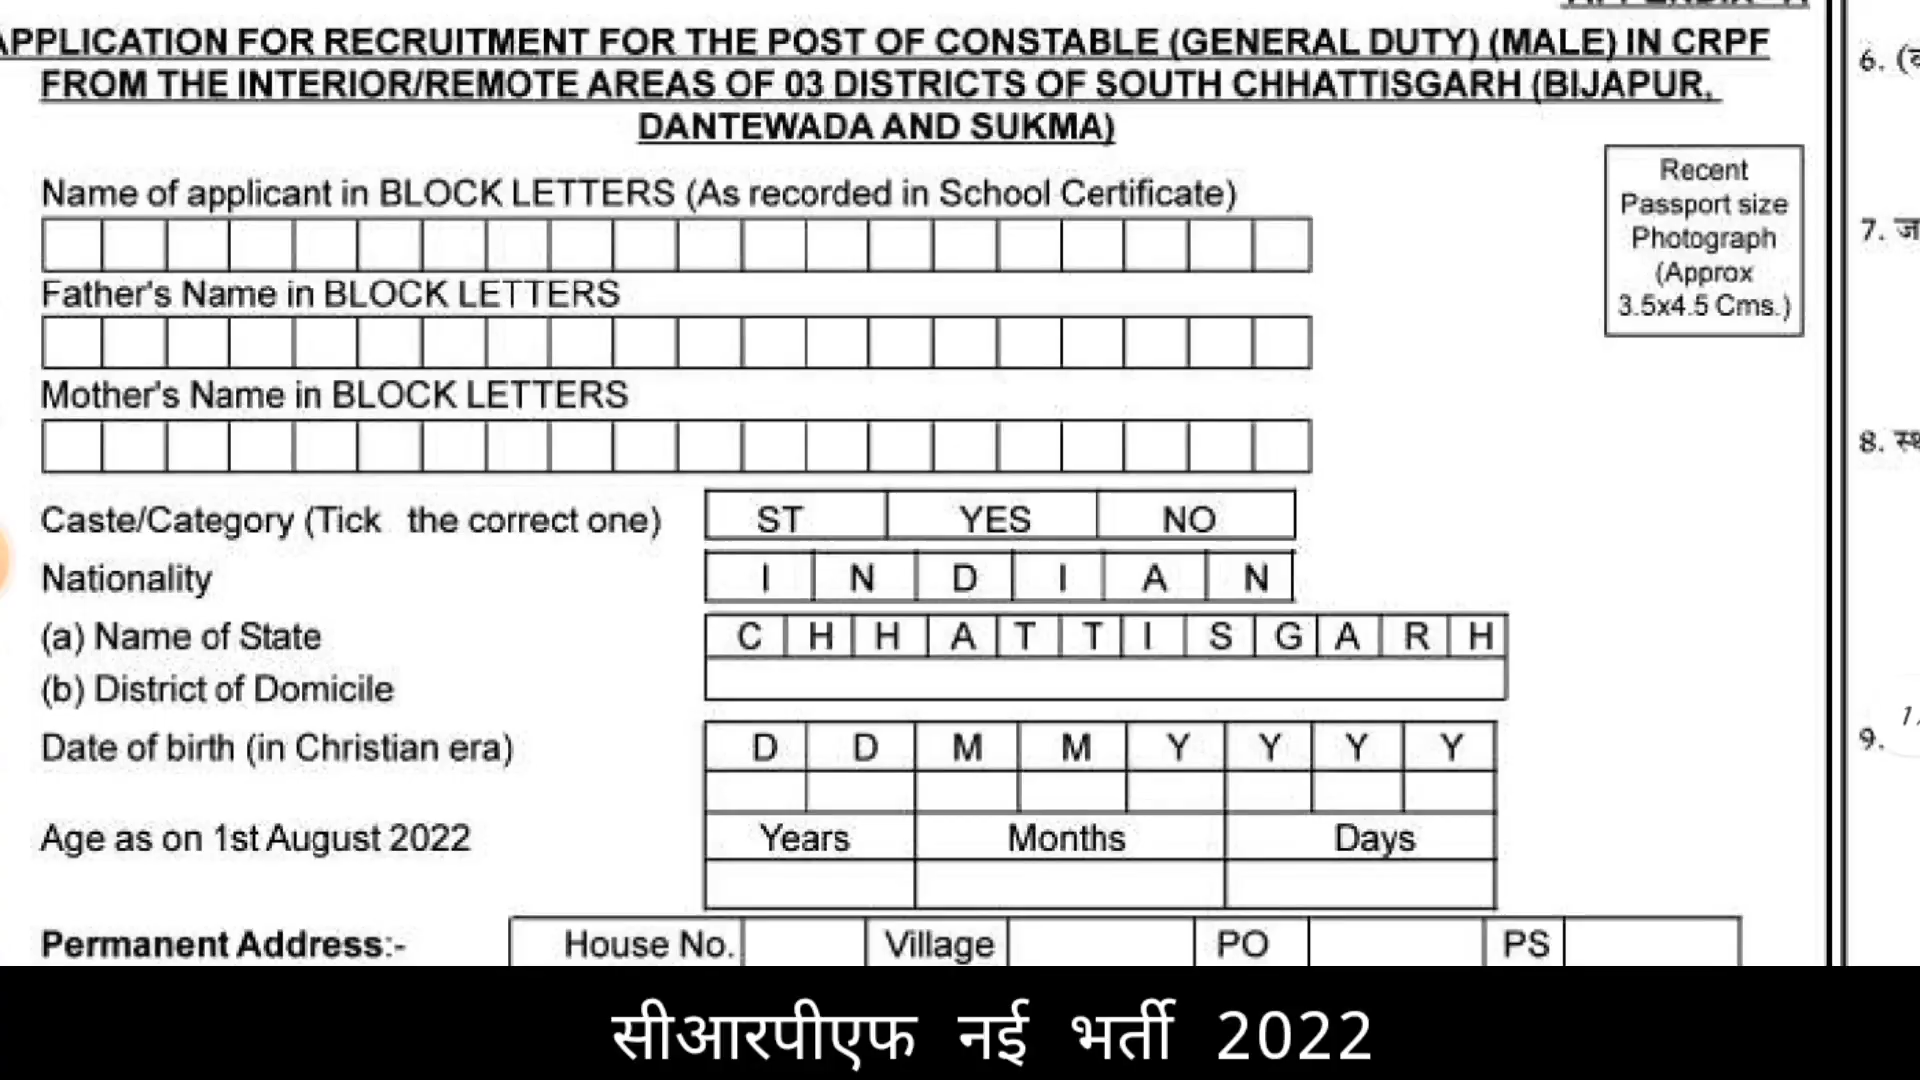 APPLICATION FOR RECRUITMENT FOR THE POST OF CONSTABLE (GENERAL DUTY) (MALE) IN CRPF
FROM THE INTERIOR/REMOTE AREAS OF 03 DISTRICTS OF SOUTH CHHATTISGARH (BIJAPUR,
DANTEWADA AND SUKMA)
Recent
Passport size
Photograph
(Approx
3.5x4.5 Cms.)
Name of applicant in BLOCK LETTERS (As recorded in School Certificate)
Father's Name in BLOCK LETTERS
Mother's Name in BLOCK LETTERS
Caste/Category (Tick the correct one) ST YES NO
Nationality I N D I A N
(a) Name of State C H H A T T I S G A R H
(b) District of Domicile
Date of birth (in Christian era) D D M M Y Y Y Y
Age as on 1st August 2022 Years Months Days
Permanent Address:- House No. Village PO PS
6.
7.
8.
9.
सीआरपीएफ नई भर्ती 2022